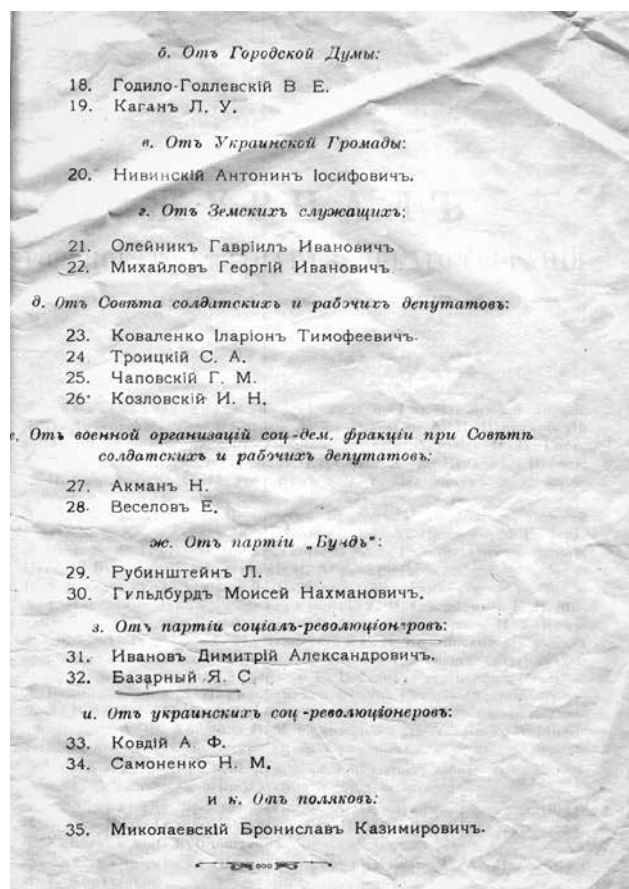 б. Отъ Городской Думы:
18. Годило-Годлевскій В Е.
19. Каганъ Л. У.
в. Отъ Украинской Громады:
20. Нивинскій Антонинъ Іосифовичъ.
г. Отъ Земскихъ служащихъ:
21. Олейникъ Гавріилъ Ивановичъ
22. Михайловъ Георгій Ивановичъ.
д. Отъ Совѣта солдатскихъ и рабочихъ депутатовъ:
23. Коваленко Іларіонъ Тимофеевичъ.
24 Троицкій С. А.
25. Чаповскій Г. М.
26. Козловскій И. Н.
е. Отъ военной организацій соц-дем. фракціи при Совѣтѣ
солдатскихъ и рабочихъ депутатовъ:
27. Акманъ Н.
28. Веселовъ Е.
ж. Отъ партіи „Бундъ":
29. Рубинштейнъ Л.
30. Гильдбурдъ Моисей Нахмановичъ.
з. Отъ партіи соціалъ-революціонеровъ:
31. Ивановъ Димитрій Александровичъ.
32. Базарный Я. С
и. Отъ украинскихъ соц-революціонеровъ:
33. Ковдій А. Ф.
34. Самоненко Н. М.
и к. Отъ поляковъ:
35. Миколаевскій Брониславъ Казимировичъ.